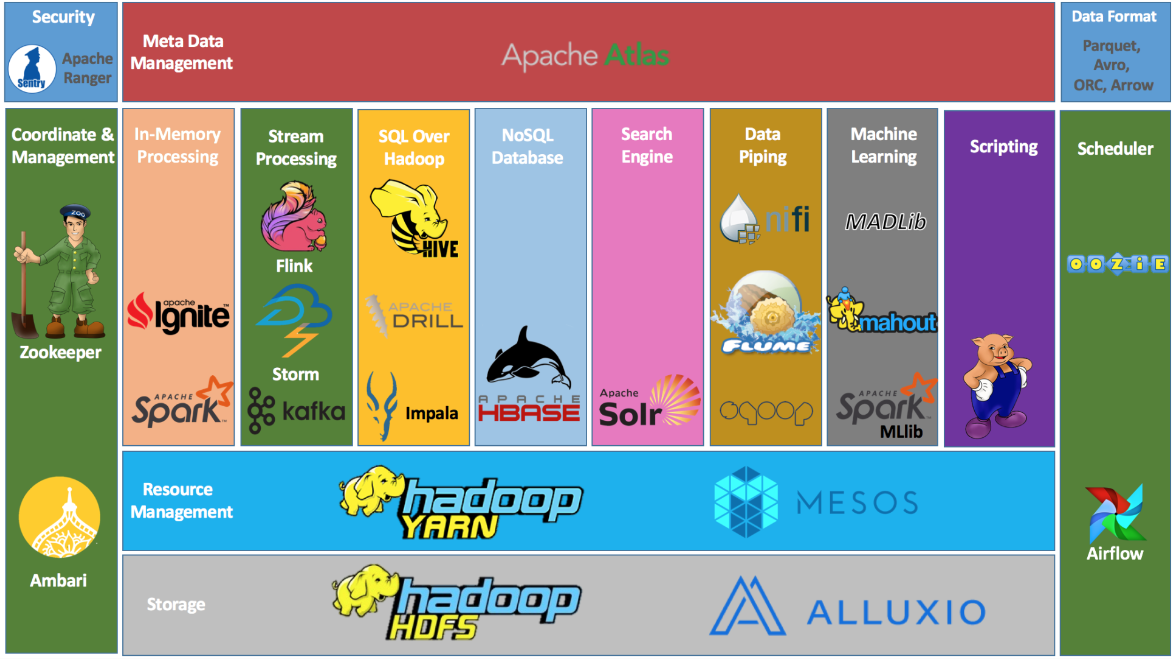 Security
Sentry
Apache
Ranger
Meta Data
Management
Apache Atlas
Data Format
Parquet,
Avro,
ORC, Arrow
Coordinate &
Management
ZOO
Zookeeper
Ambari
In-Memory
Processing
apache
Ignite™
APACHE
Spark™
Stream
Processing
Flink
Storm
kafka
SQL Over
Hadoop
HIVE
APACHE
DRILL
Impala
NoSQL
Database
APACHE
HBASE
Search
Engine
Apache
Solr
Data
Piping
nifi
FLUME
sqoop
Machine
Learning
MADLib
mahout
APACHE
Spark™
MLlib
Scripting
Scheduler
OOZiE
Airflow
Resource
Management
hadoop
YARN
MESOS
Storage
hadoop
HDFS
ALLUXIO